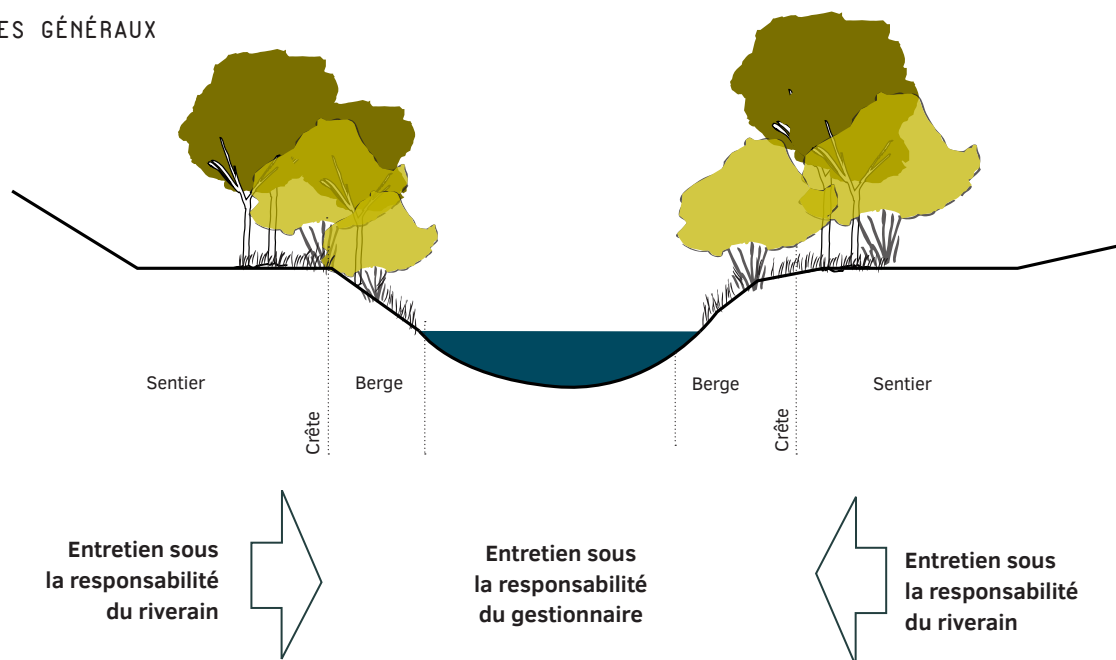 ES GÉNÉRAUX
Sentier
Berge
Berge
Sentier
Crête
Crête
Entretien sous
la responsabilité
du riverain
Entretien sous
la responsabilité
du gestionnaire
Entretien sous
la responsabilité
du riverain